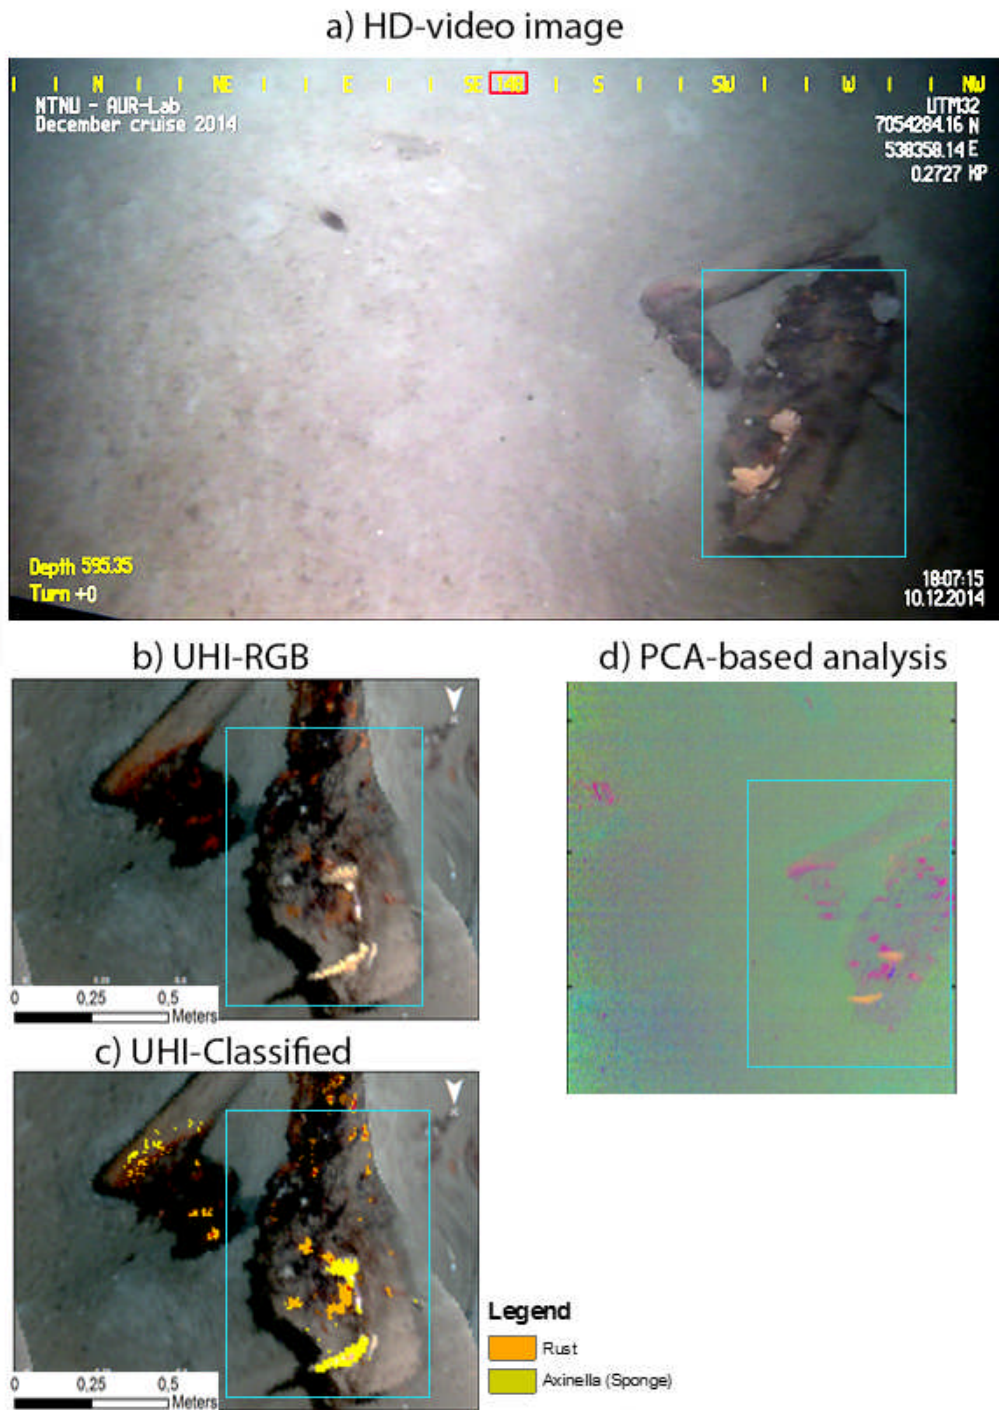 a) HD-video image
N NE E SE 140 S SW W NW
NTNU - AUR-Lab
December cruise 2014
UTM32
7054284.16 N
538358.14 E
0.2727 KP
Depth 595.35
Turn +0
18:07:15
10.12.2014
b) UHI-RGB
d) PCA-based analysis
0 0,25 0,5
Meters
c) UHI-Classified
0 0,25 0,5
Meters
Legend
Rust
Axinella (Sponge)